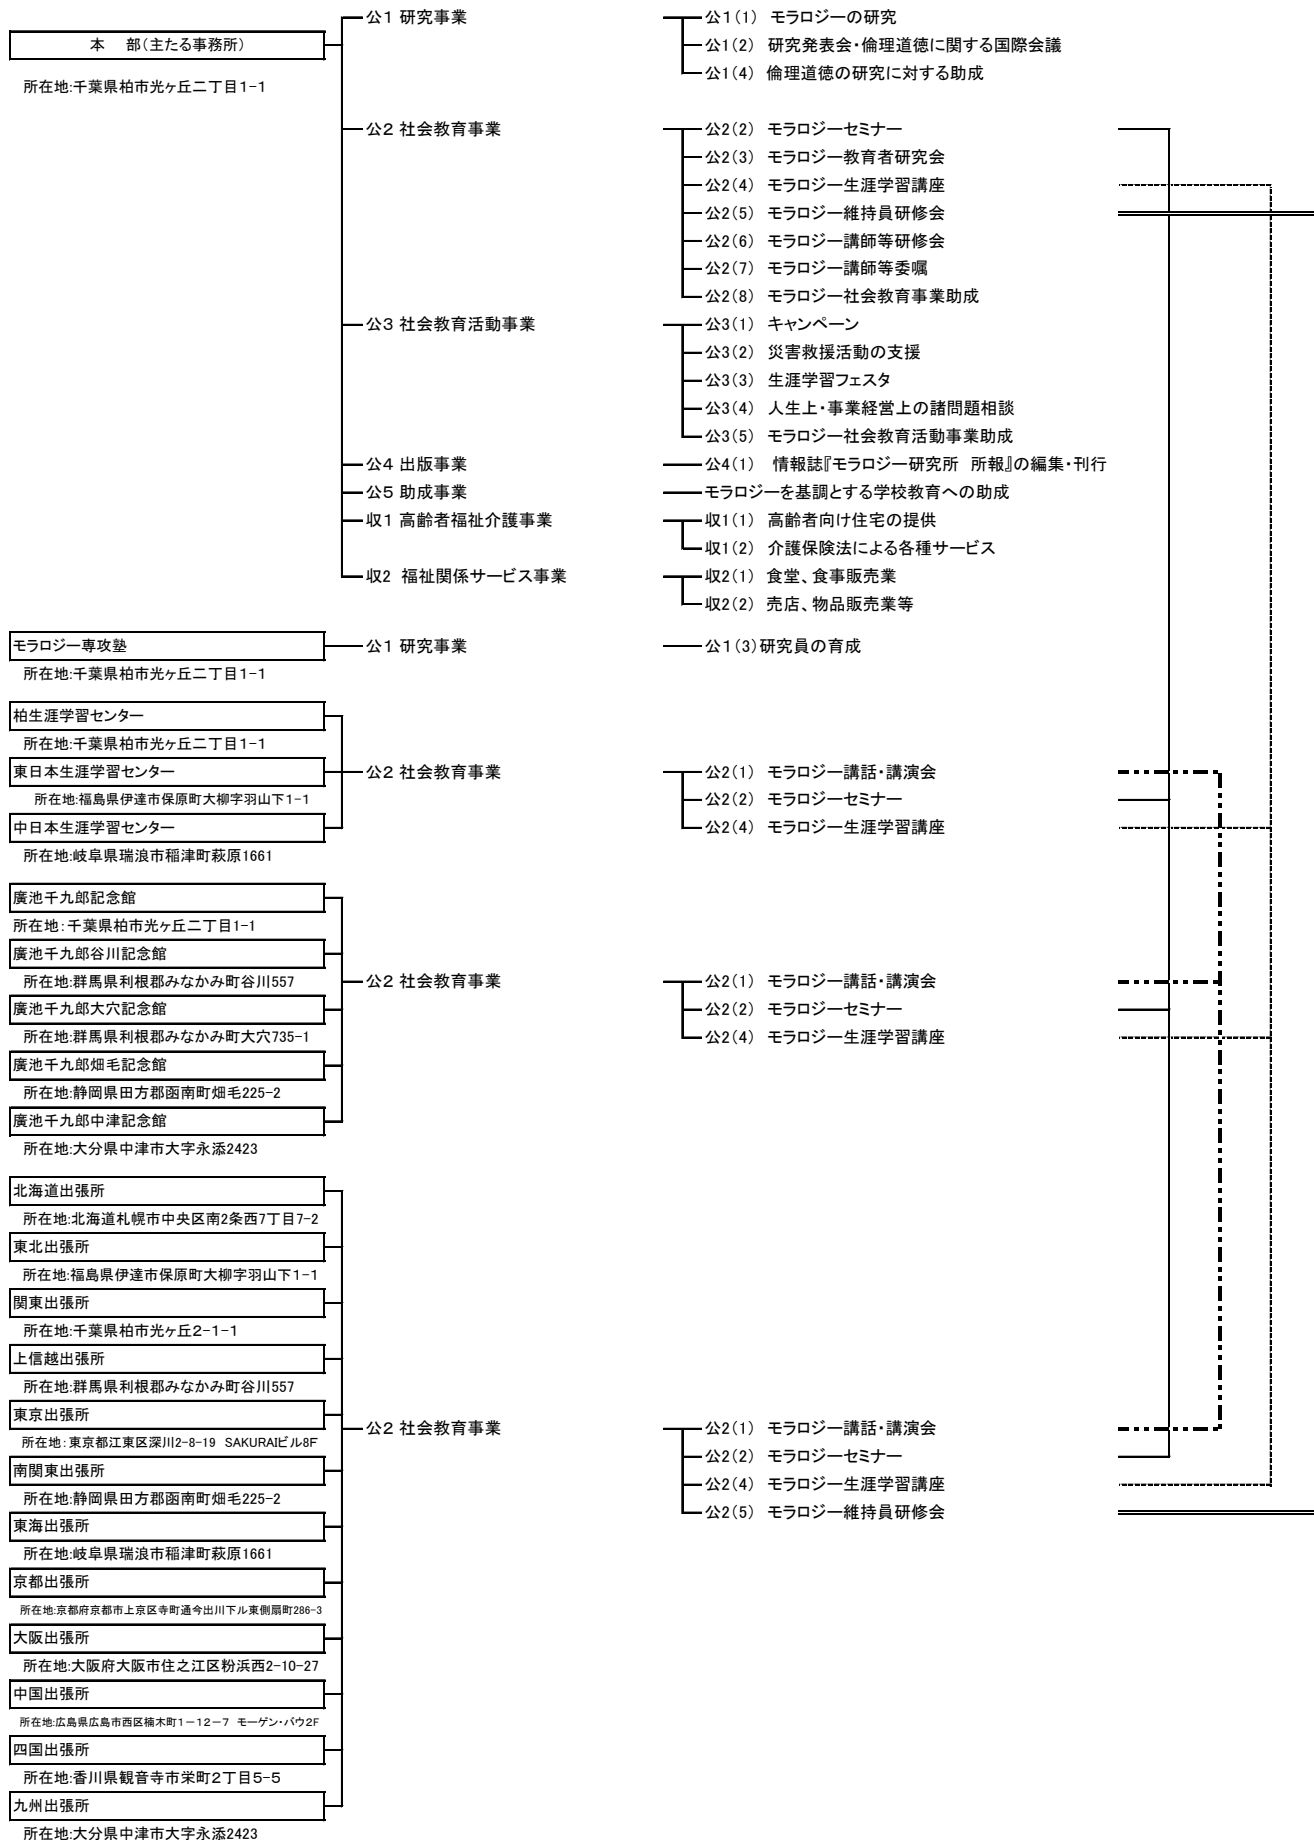 公1 研究事業
公1(1) モラロジーの研究
本　部(主たる事務所)
公1(2) 研究発表会・倫理道徳に関する国際会議
公1(4) 倫理道徳の研究に対する助成
所在地:千葉県柏市光ヶ丘二丁目1-1
公2 社会教育事業
公2(2) モラロジーセミナー
公2(3) モラロジー教育者研究会
公2(4) モラロジー生涯学習講座
公2(5) モラロジー維持員研修会
公2(6) モラロジー講師等研修会
公2(7) モラロジー講師等委嘱
公2(8) モラロジー社会教育事業助成
公3 社会教育活動事業
公3(1) キャンペーン
公3(2) 災害救援活動の支援
公3(3) 生涯学習フェスタ
公3(4) 人生上・事業経営上の諸問題相談
公3(5) モラロジー社会教育活動事業助成
公4 出版事業
公4(1) 情報誌『モラロジー研究所　所報』の編集・刊行
公5 助成事業
モラロジーを基調とする学校教育への助成
収1 高齢者福祉介護事業
収1(1) 高齢者向け住宅の提供
収1(2) 介護保険法による各種サービス
収2 福祉関係サービス事業
収2(1) 食堂、食事販売業
収2(2) 売店、物品販売業等
モラロジー専攻塾
公1 研究事業
公1(3)研究員の育成
所在地:千葉県柏市光ヶ丘二丁目1-1
柏生涯学習センター
所在地:千葉県柏市光ヶ丘二丁目1-1
東日本生涯学習センター
公2 社会教育事業
公2(1) モラロジー講話・講演会
所在地:福島県伊達市保原町大柳字羽山下1-1
公2(2) モラロジーセミナー
中日本生涯学習センター
公2(4) モラロジー生涯学習講座
所在地:岐阜県瑞浪市稲津町萩原1661
廣池千九郎記念館
所在地:千葉県柏市光ヶ丘二丁目1-1
廣池千九郎谷川記念館
所在地:群馬県利根郡みなかみ町谷川557
公2 社会教育事業
公2(1) モラロジー講話・講演会
廣池千九郎大穴記念館
公2(2) モラロジーセミナー
所在地:群馬県利根郡みなかみ町大穴735-1
公2(4) モラロジー生涯学習講座
廣池千九郎畑毛記念館
所在地:静岡県田方郡函南町畑毛225-2
廣池千九郎中津記念館
所在地:大分県中津市大字永添2423
北海道出張所
所在地:北海道札幌市中央区南2条西7丁目7-2
東北出張所
所在地:福島県伊達市保原町大柳字羽山下1-1
関東出張所
所在地:千葉県柏市光ヶ丘2-1-1
上信越出張所
所在地:群馬県利根郡みなかみ町谷川557
東京出張所
公2 社会教育事業
公2(1) モラロジー講話・講演会
所在地:東京都江東区深川2-8-19 SAKURAIビル8F
公2(2) モラロジーセミナー
南関東出張所
公2(4) モラロジー生涯学習講座
所在地:静岡県田方郡函南町畑毛225-2
公2(5) モラロジー維持員研修会
東海出張所
所在地:岐阜県瑞浪市稲津町萩原1661
京都出張所
所在地:京都府京都市上京区寺町通今出川下ル東側扇町286-3
大阪出張所
所在地:大阪府大阪市住之江区粉浜西2-10-27
中国出張所
所在地:広島県広島市西区楠木町1-12-7 モーゲン・バウ2F
四国出張所
所在地:香川県観音寺市栄町2丁目5-5
九州出張所
所在地:大分県中津市大字永添2423